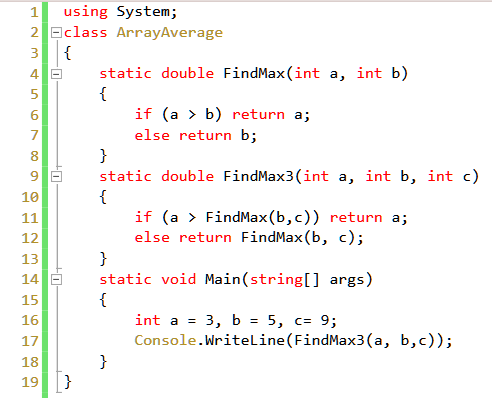 1 using System;
2 class ArrayAverage
3 {
4 static double FindMax(int a, int b)
5 {
6 if (a > b) return a;
7 else return b;
8 }
9 static double FindMax3(int a, int b, int c)
10 {
11 if (a > FindMax(b,c)) return a;
12 else return FindMax(b, c);
13 }
14 static void Main(string[] args)
15 {
16 int a = 3, b = 5, c= 9;
17 Console.WriteLine(FindMax3(a, b,c));
18 }
19 }